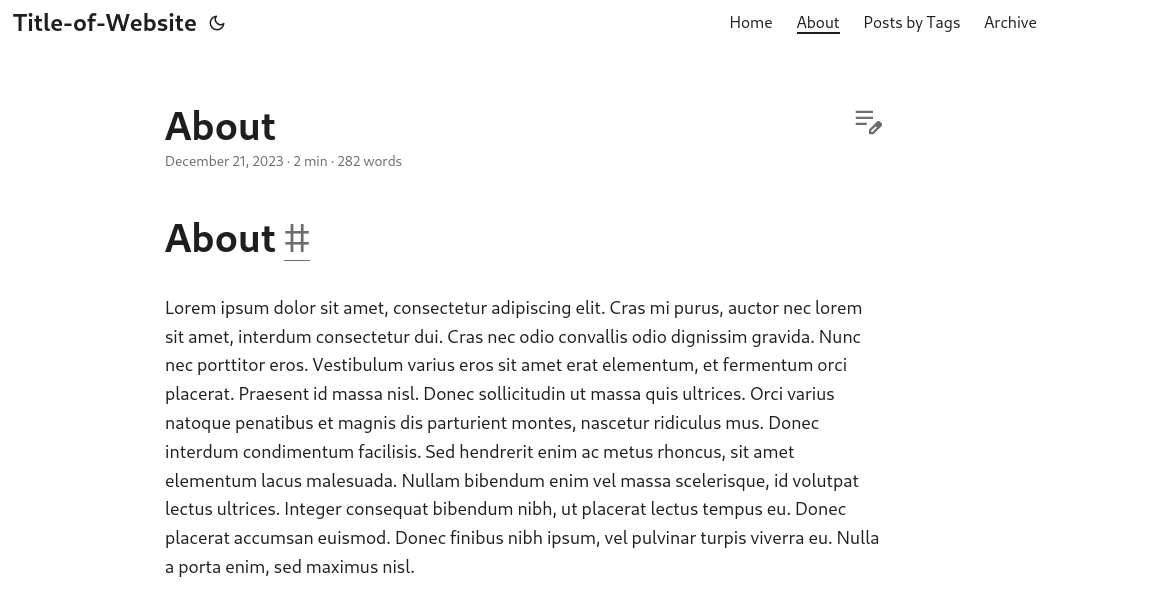 Title-of-Website
Home About Posts by Tags Archive
About
December 21, 2023 · 2 min · 282 words
About #
Lorem ipsum dolor sit amet, consectetur adipiscing elit. Cras mi purus, auctor nec lorem
sit amet, interdum consectetur dui. Cras nec odio convallis odio dignissim gravida. Nunc
nec porttitor eros. Vestibulum varius eros sit amet erat elementum, et fermentum orci
placerat. Praesent id massa nisl. Donec sollicitudin ut massa quis ultrices. Orci varius
natoque penatibus et magnis dis parturient montes, nascetur ridiculus mus. Donec
interdum condimentum facilisis. Sed hendrerit enim ac metus rhoncus, sit amet
elementum lacus malesuada. Nullam bibendum enim vel massa scelerisque, id volutpat
lectus ultrices. Integer consequat bibendum nibh, ut placerat lectus tempus eu. Donec
placerat accumsan euismod. Donec finibus nibh ipsum, vel pulvinar turpis viverra eu. Nulla
a porta enim, sed maximus nisl.